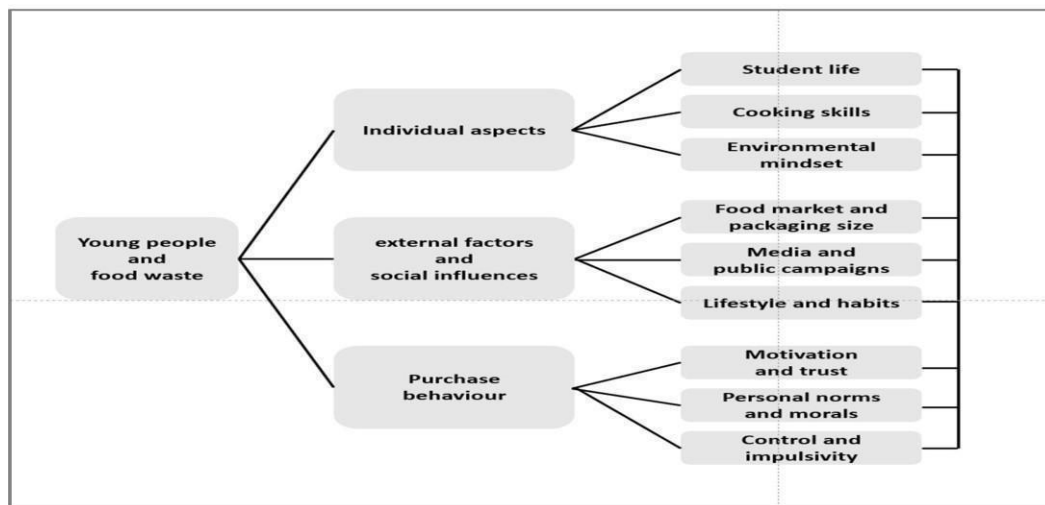 Young people
and
food waste
Individual aspects
external factors
and
social influences
Purchase
behaviour
Student life
Cooking skills
Environmental
mindset
Food market and
packaging size
Media and
public campaigns
Lifestyle and habits
Motivation
and trust
Personal norms
and morals
Control and
impulsivity